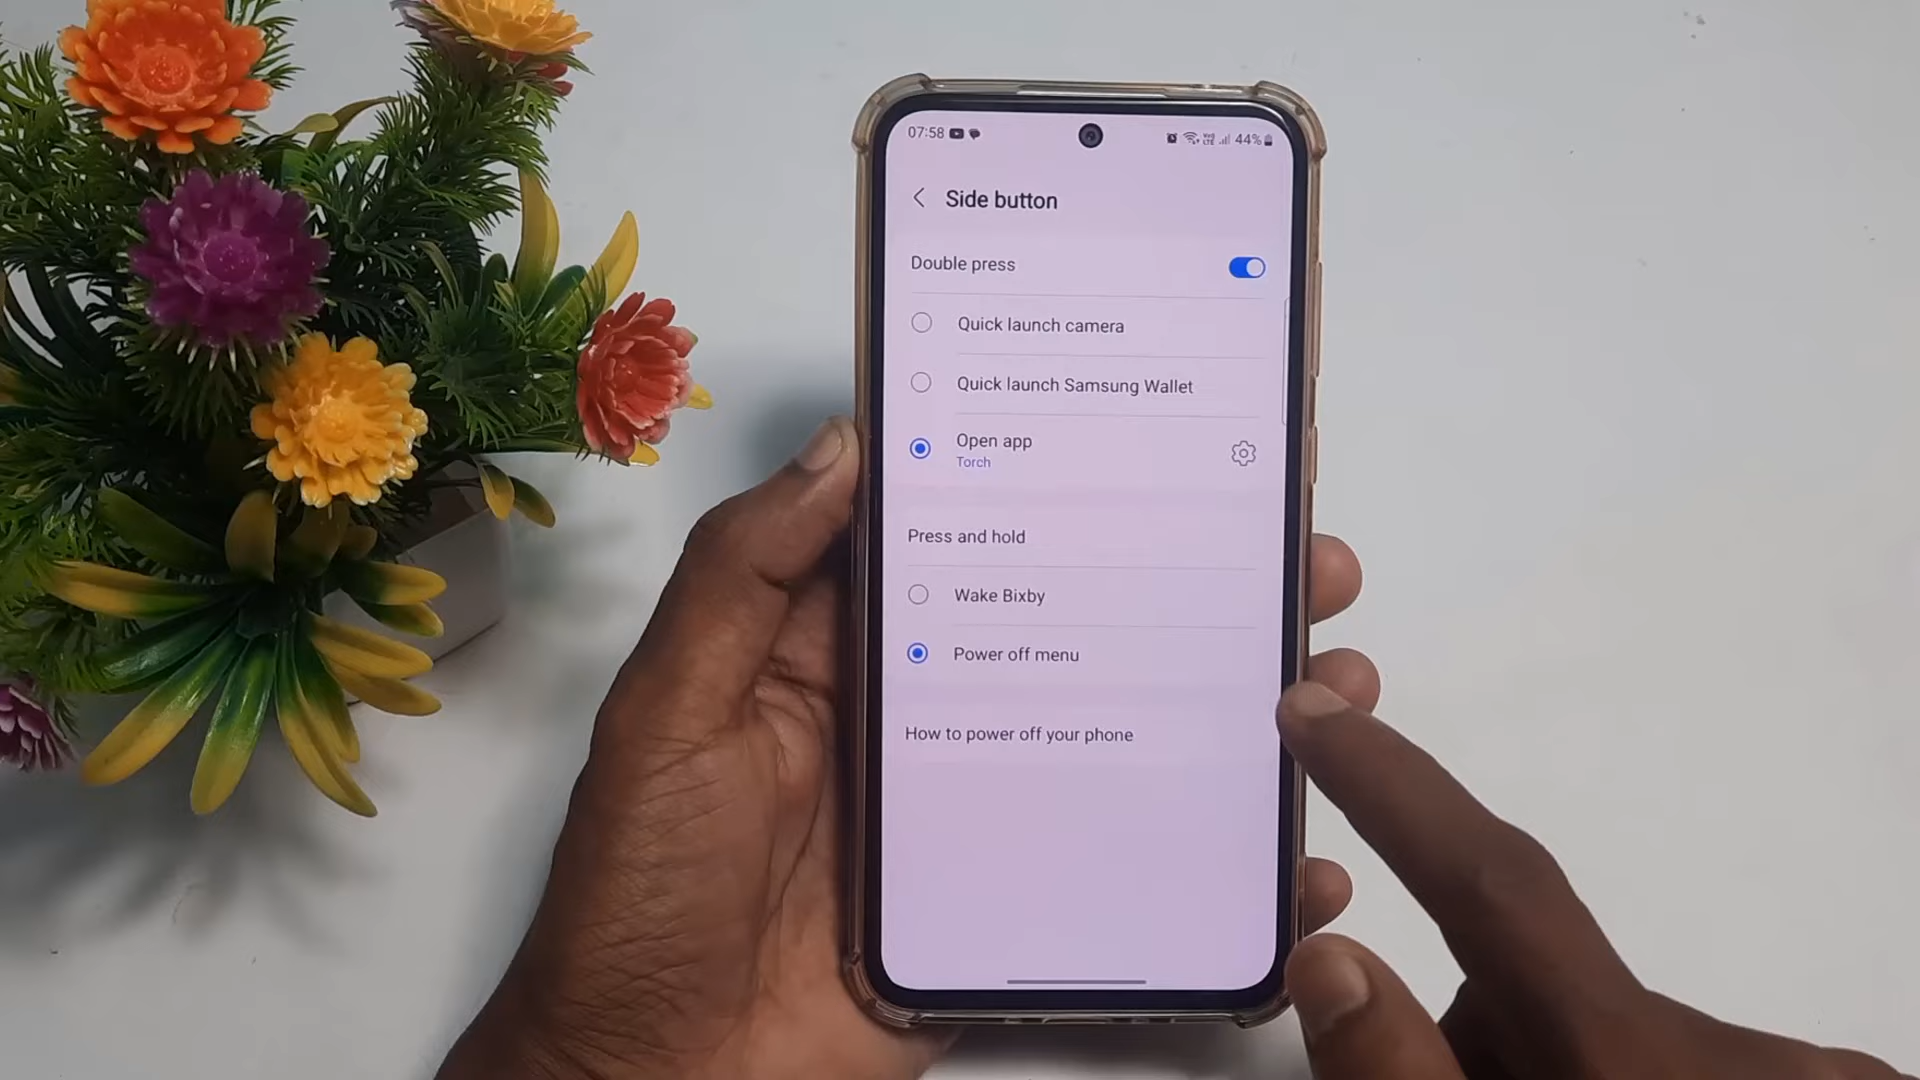 07:58
44%
Side button
Double press
Quick launch camera
Quick launch Samsung Wallet
Open app
Torch
Press and hold
Wake Bixby
Power off menu
How to power off your phone